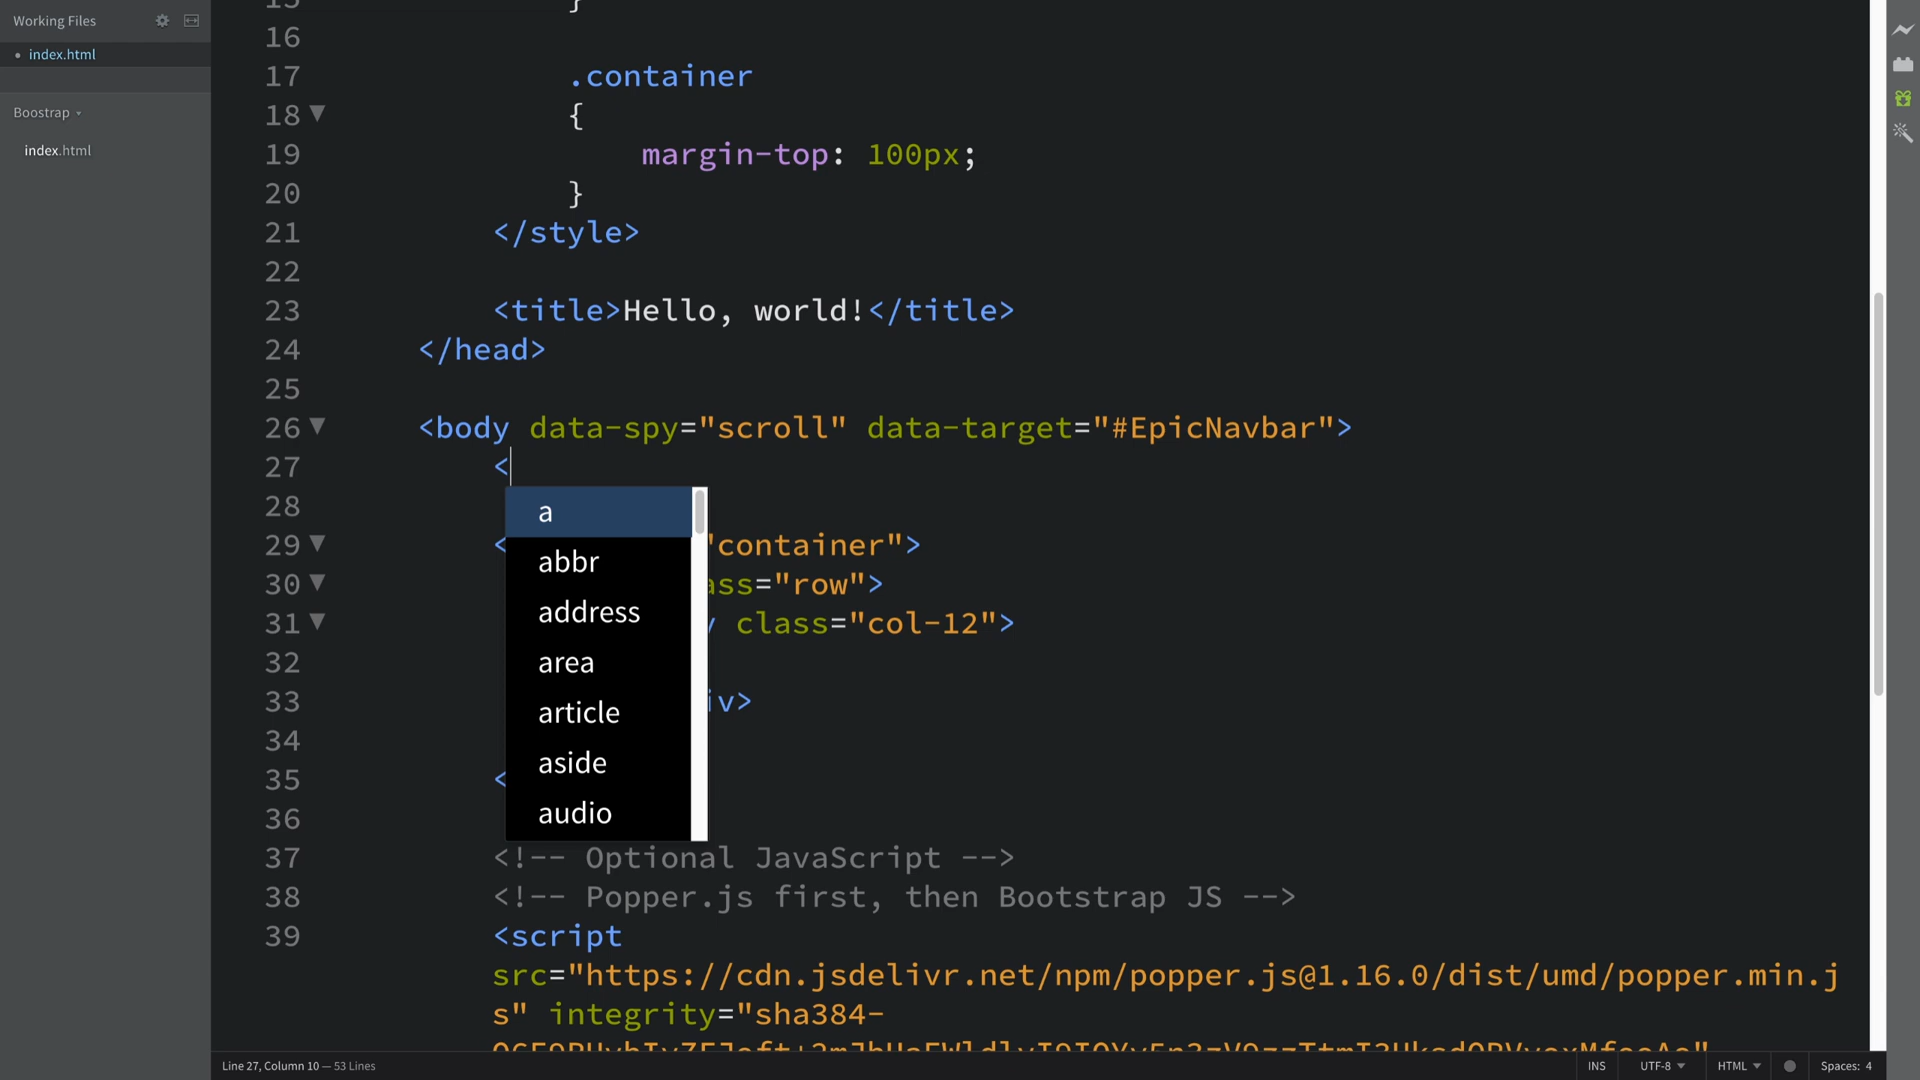 Working Files
index.html
Boostrap
index.html
16
17 .container
18 {
19 margin-top: 100px;
20 }
21 </style>
22
23 <title>Hello, world!</title>
24 </head>
25
26 <body data-spy="scroll" data-target="#EpicNavbar">
27 <
28 a
abbr
29 < "container">
30 ass="row">
address
31 class="col-12">
32 area
33 iv>
article
34
aside
35 <
36 audio
37 <!-- Optional JavaScript -->
38 <!-- Popper.js first, then Bootstrap JS -->
39 <script
src="https://cdn.jsdelivr.net/npm/popper.js@1.16.0/dist/umd/popper.min.j
s" integrity="sha384-
Line 27, Column 10 — 53 Lines
INS UTF-8 HTML Spaces: 4